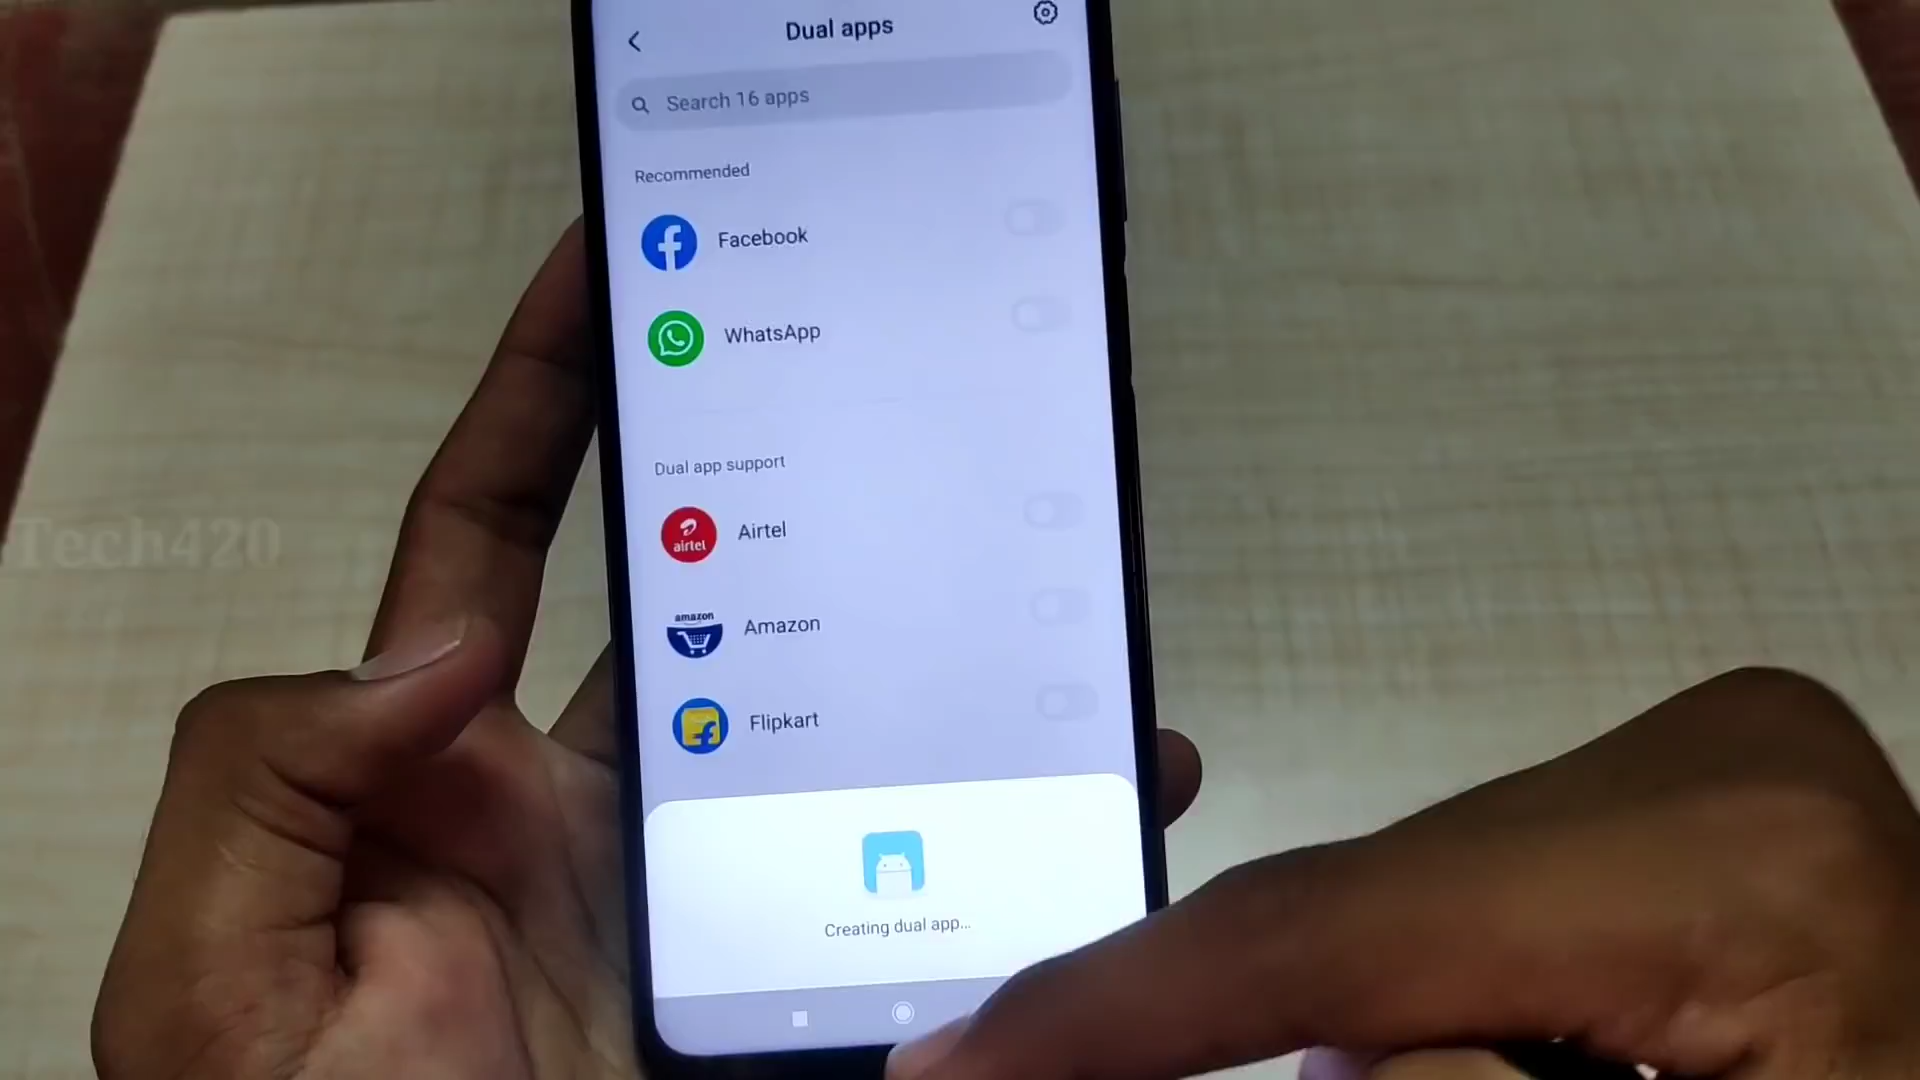 Dual apps
Search 16 apps
Recommended
Facebook
WhatsApp
Dual app support
airtel
Airtel
amazon
Amazon
Flipkart
Creating dual app...
Tech420